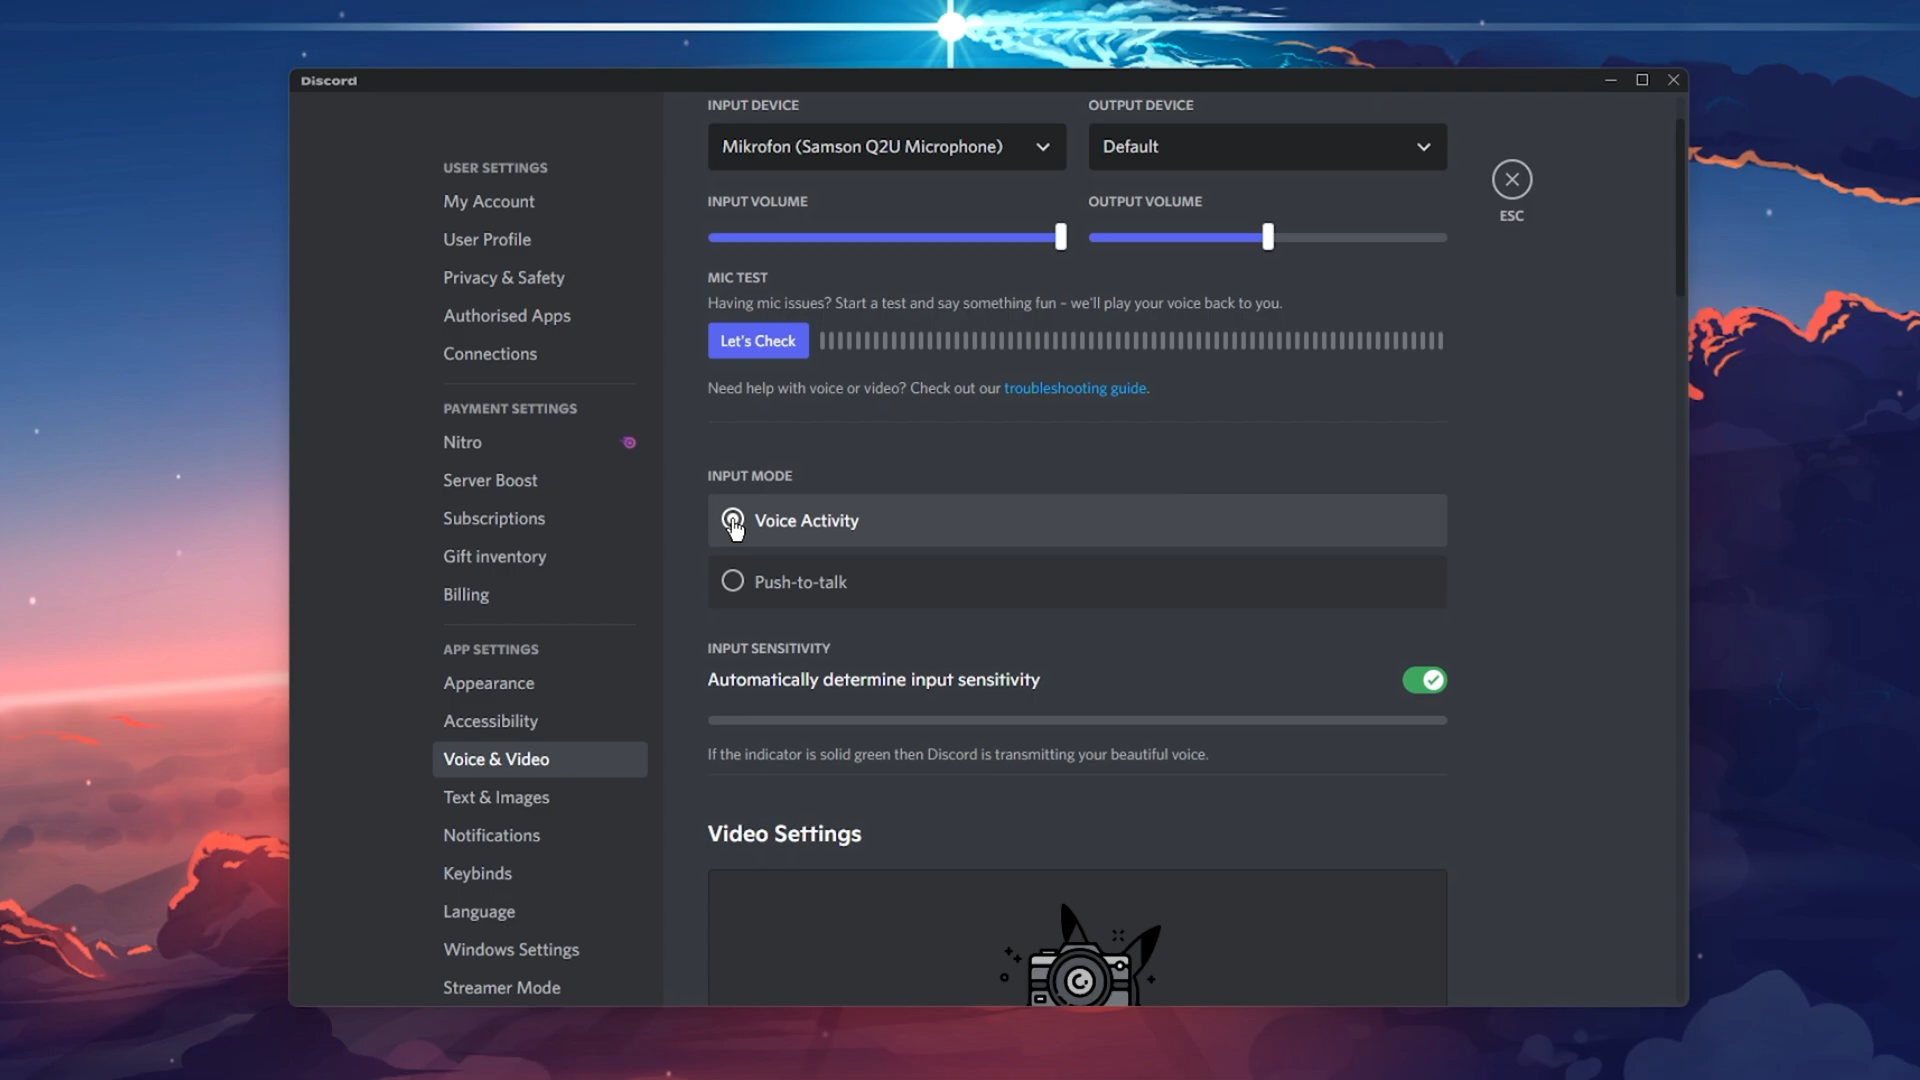 Discord
USER SETTINGS
My Account
User Profile
Privacy & Safety
Authorised Apps
Connections
PAYMENT SETTINGS
Nitro
Server Boost
Subscriptions
Gift inventory
Billing
APP SETTINGS
Appearance
Accessibility
Voice & Video
Text & Images
Notifications
Keybinds
Language
Windows Settings
Streamer Mode
INPUT DEVICE
Mikrofon (Samson Q2U Microphone)
OUTPUT DEVICE
Default
INPUT VOLUME
OUTPUT VOLUME
MIC TEST
Having mic issues? Start a test and say something fun – we'll play your voice back to you.
Let's Check
Need help with voice or video? Check out our troubleshooting guide.
INPUT MODE
Voice Activity
Push-to-talk
INPUT SENSITIVITY
Automatically determine input sensitivity
If the indicator is solid green then Discord is transmitting your beautiful voice.
Video Settings
ESC